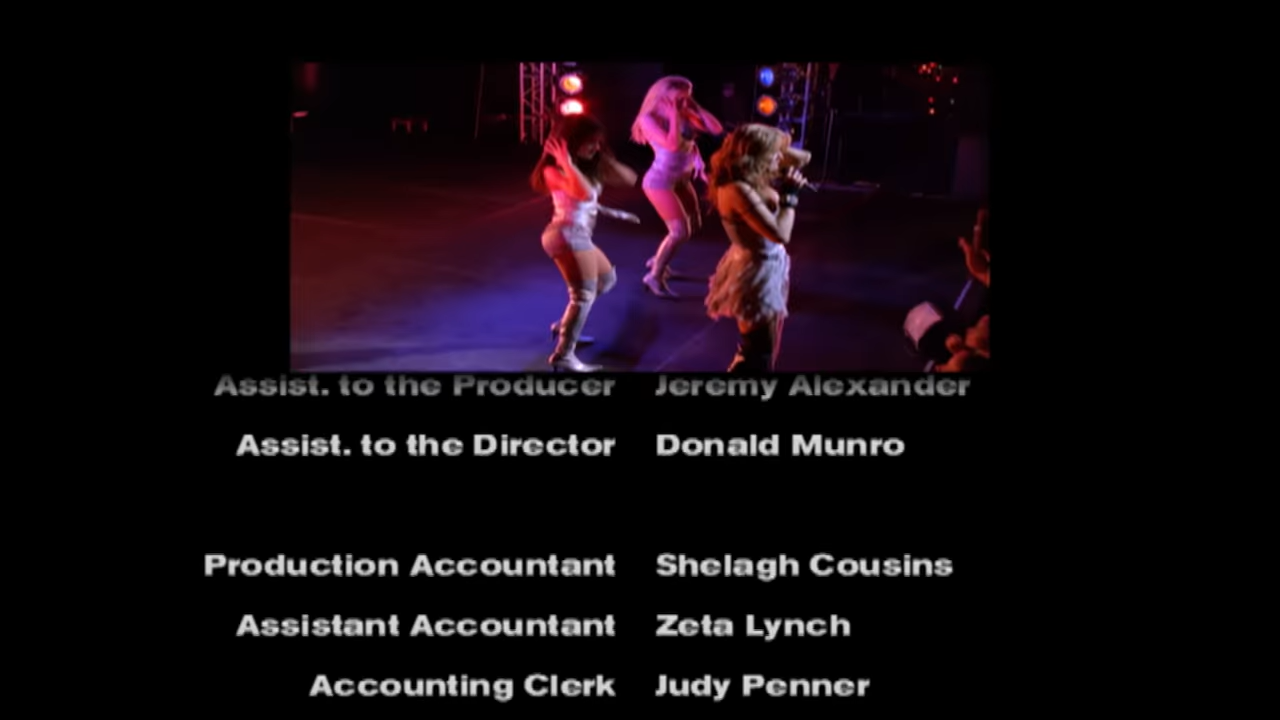 Assist. to the Producer Jeremy Alexander
Assist. to the Director Donald Munro
Production Accountant Shelagh Cousins
Assistant Accountant Zeta Lynch
Accounting Clerk Judy Penner